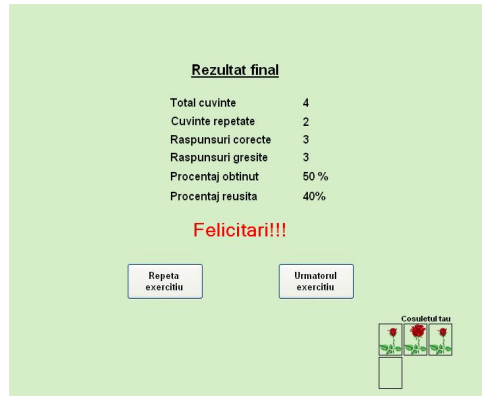 Rezultat final
Total cuvinte 4
Cuvinte repetate 2
Raspunsuri corecte 3
Raspunsuri gresite 3
Procentaj obtinut 50 %
Procentaj reusita 40%
Felicitari!!!
Repeta
exercitiu
Urmatorul
exercitiu
Cosuletul tau